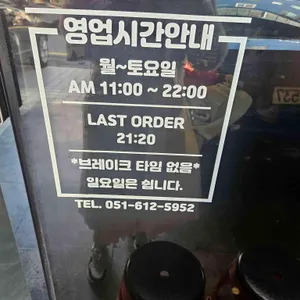 영업시간안내
월~토요일
AM 11:00 ~ 22:00
LAST ORDER
21:20
*브레이크 타임 없음*
일요일은 쉽니다.
TEL. 051-612-5952